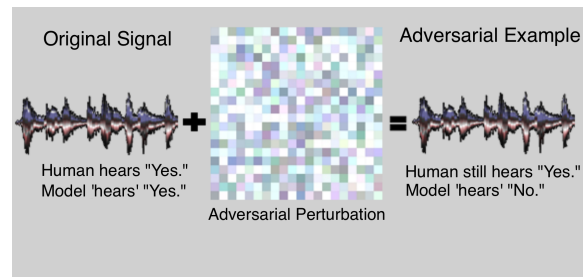 Original Signal
Adversarial Example
Human hears "Yes."
Model 'hears' "Yes."
Adversarial Perturbation
Human still hears "Yes."
Model 'hears' "No."